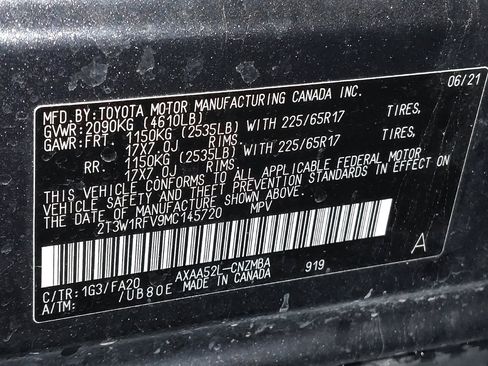 MFD.BY:TOYOTA MOTOR MANUFACTURING CANADA INC. 06/21
GVWR:2090KG (4610LB)
GAWR:FRT. 1150KG (2535LB) WITH 225/65R17 TIRES,
17X7.0J RIMS,
RR. 1150KG (2535LB) WITH 225/65R17 TIRES,
17X7.0J RIMS.
THIS VEHICLE CONFORMS TO ALL APPLICABLE FEDERAL MOTOR
VEHICLE SAFETY AND THEFT PREVENTION STANDARDS IN EFFECT ON
THE DATE OF MANUFACTURE SHOWN ABOVE.
2T3W1RFV9MC145720 MPV
A
C/TR:1G3/FA20 AXAA52L-CNZMBA 919
A/TM: /UB80E MADE IN CANADA